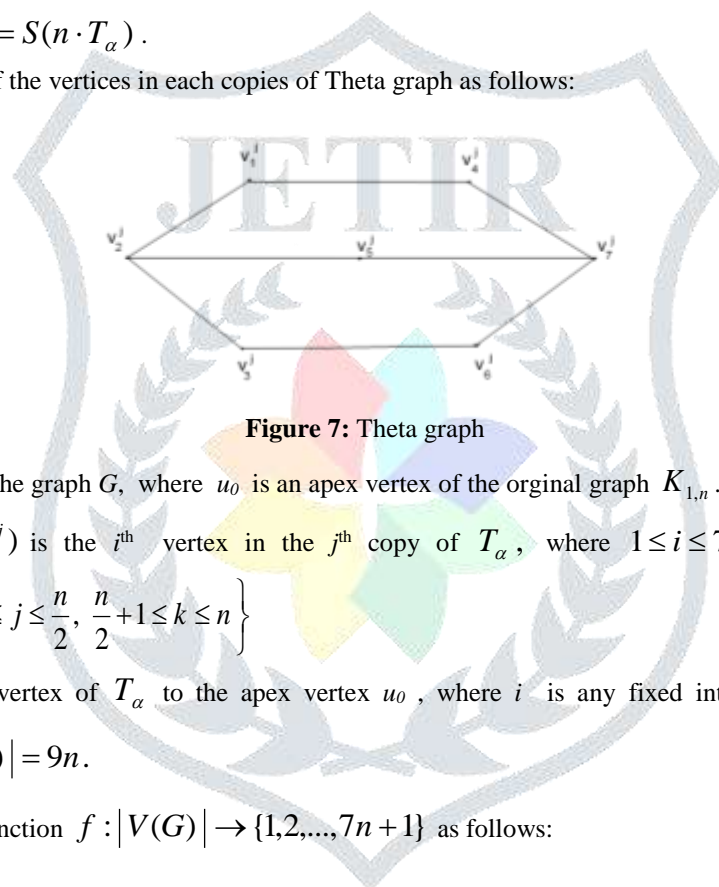 = S(n · T_α) .
f the vertices in each copies of Theta graph as follows:
JETIR
v_1^j v_4^j
v_2^j v_5^j v_7^j
v_3^j v_6^j
Figure 7: Theta graph
he graph G, where u_0 is an apex vertex of the orginal graph K_{1,n} .
^j) is the i^th vertex in the j^th copy of T_α , where 1 ≤ i ≤ 7
≤ j ≤ n/2, n/2 + 1 ≤ k ≤ n }
vertex of T_α to the apex vertex u_0 , where i is any fixed int
)| = 9n.
nction f : |V(G)| → {1,2,...,7n + 1} as follows: